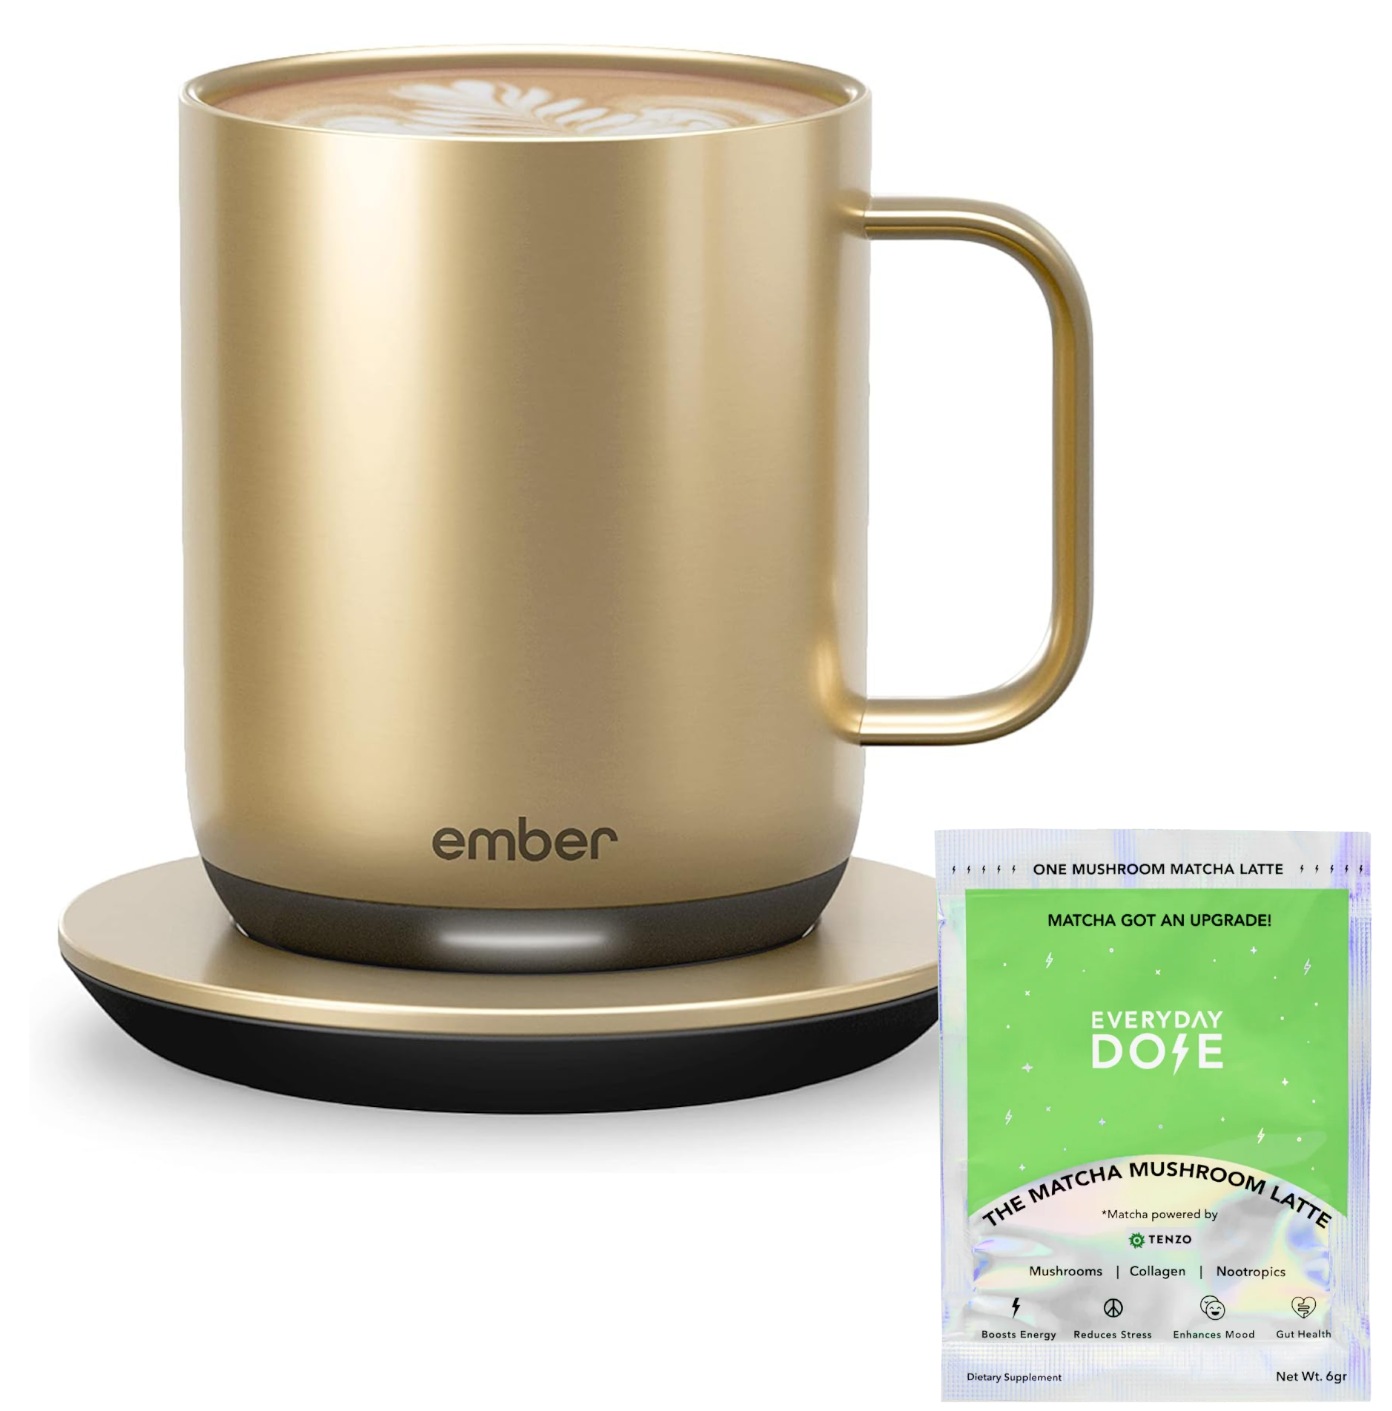 ember
ONE MUSHROOM MATCHA LATTE
MATCHA GOT AN UPGRADE!
EVERYDAY
DOSE
THE MATCHA MUSHROOM LATTE
*Matcha powered by
TENZO
Mushrooms | Collagen | Nootropics
Boosts Energy Reduces Stress Enhances Mood Gut Health
Dietary Supplement Net Wt. 6gr